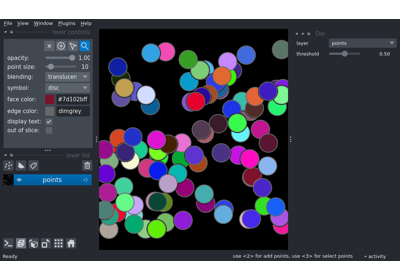 File View Window Plugins Help
layer controls
opacity: 1.00
point size: 10
blending: translucen
symbol: disc
face color: #7d102bff
edge color: dimgrey
display text:
out of slice:
layer list
points
layer points
threshold 0.50
Ready use <2> for add points, use <3> for select points activity